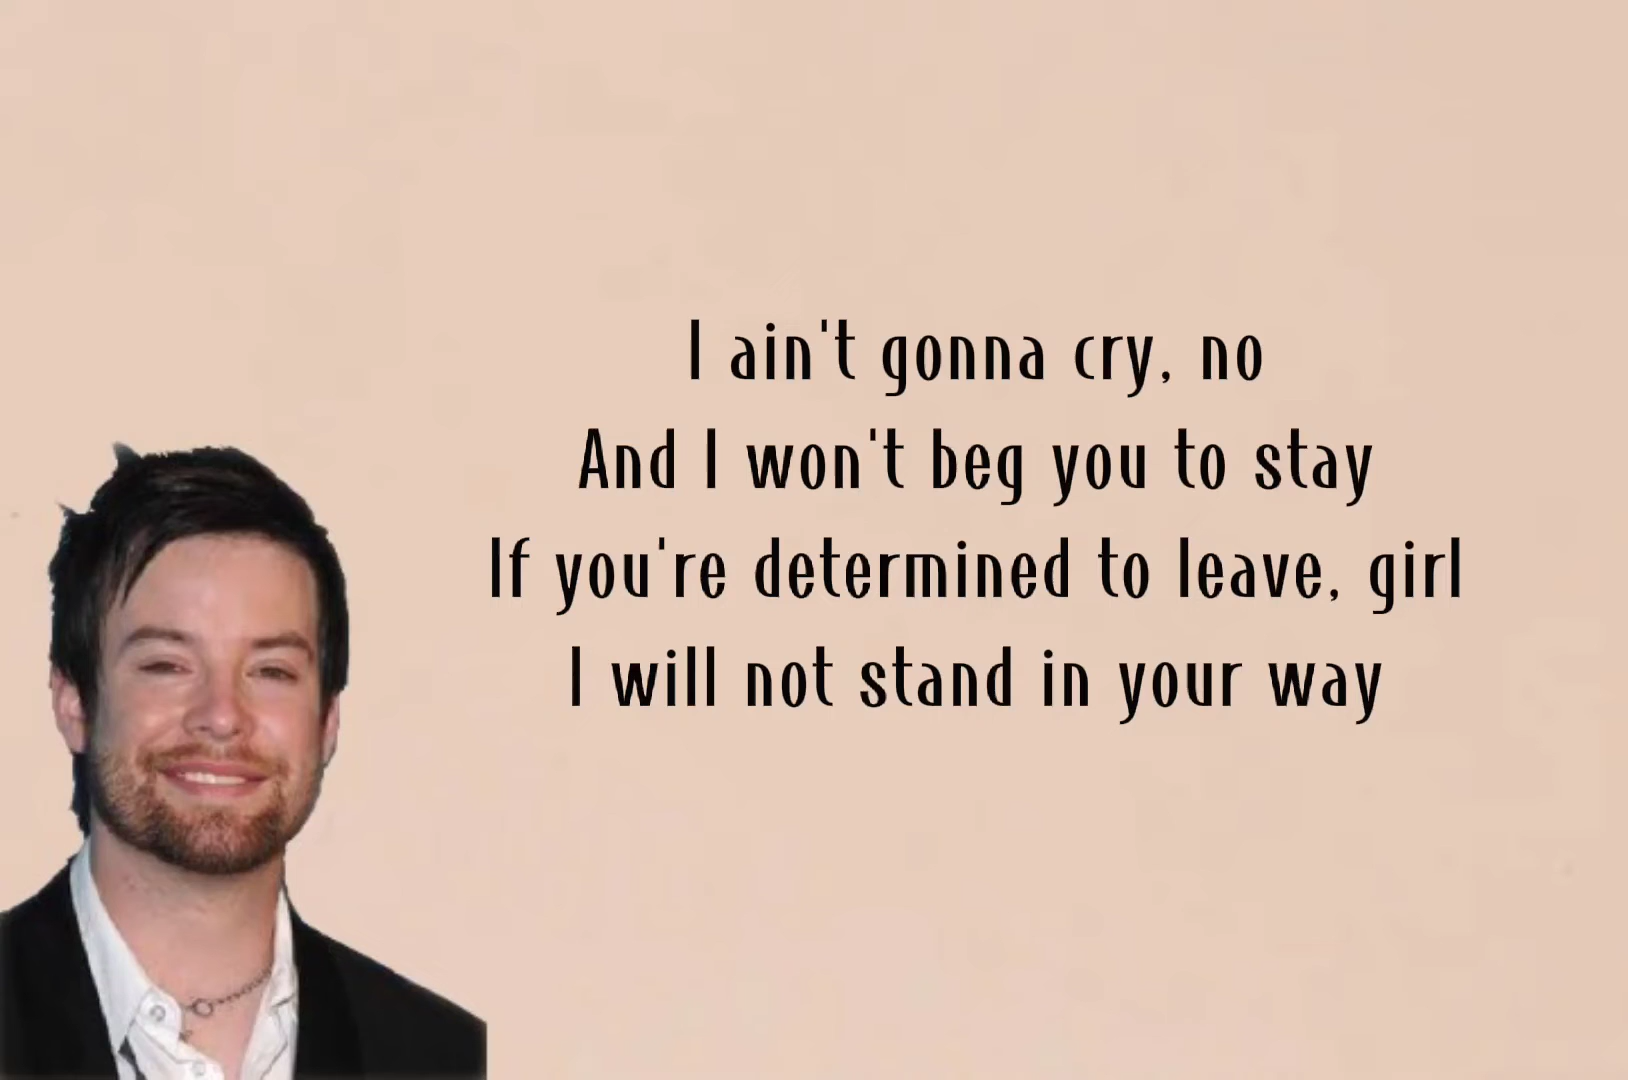 I ain't gonna cry, no
And I won't beg you to stay
If you're determined to leave, girl
I will not stand in your way